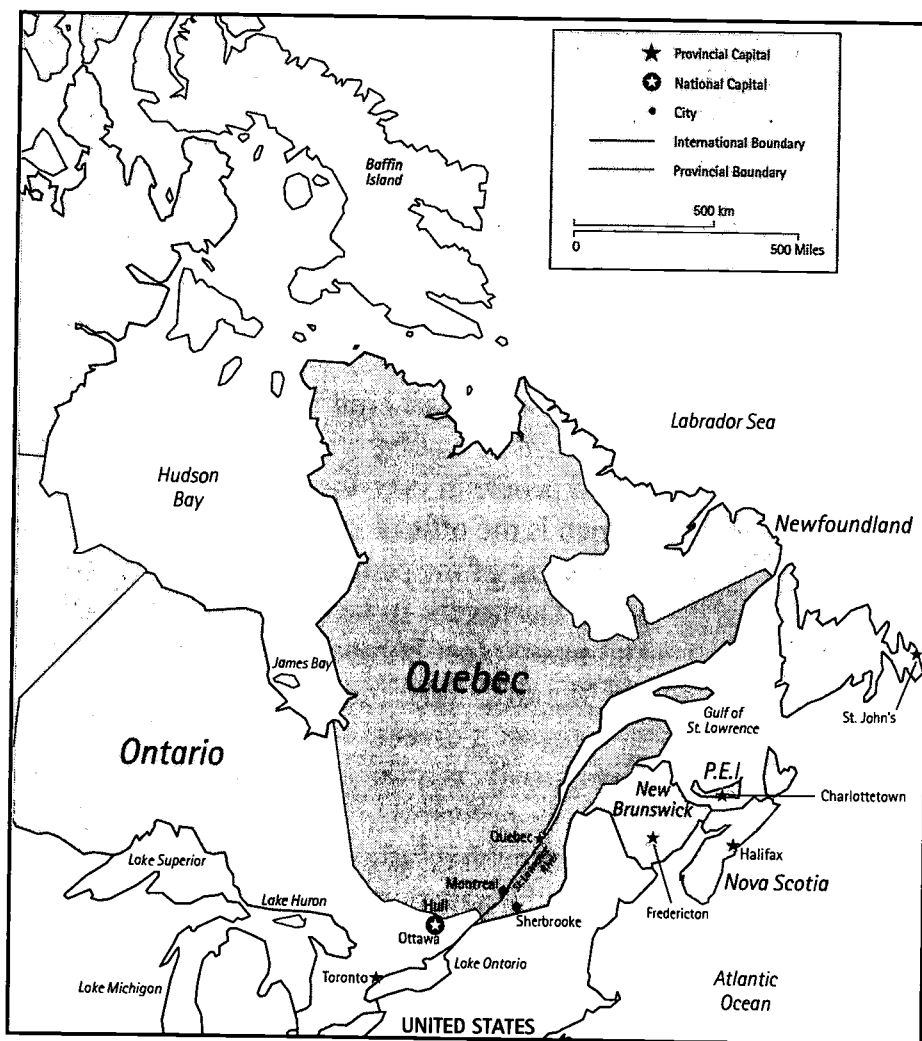 Provincial Capital
National Capital
City
International Boundary
Provincial Boundary
500 km
0
500 Miles
Baffin
Island
Labrador Sea
Hudson
Bay
Newfoundland
James Bay
Quebec
Gulf of
St. Lawrence
St. John's
Ontario
P.E.I.
New
Brunswick
Charlottetown
Quebec
Lake Superior
Halifax
Montreal
Nova Scotia
Hull
Lake Huron
Sherbrooke
Fredericton
Ottawa
Lake Ontario
Toronto
Lake Michigon
Atlantic
Ocean
UNITED STATES